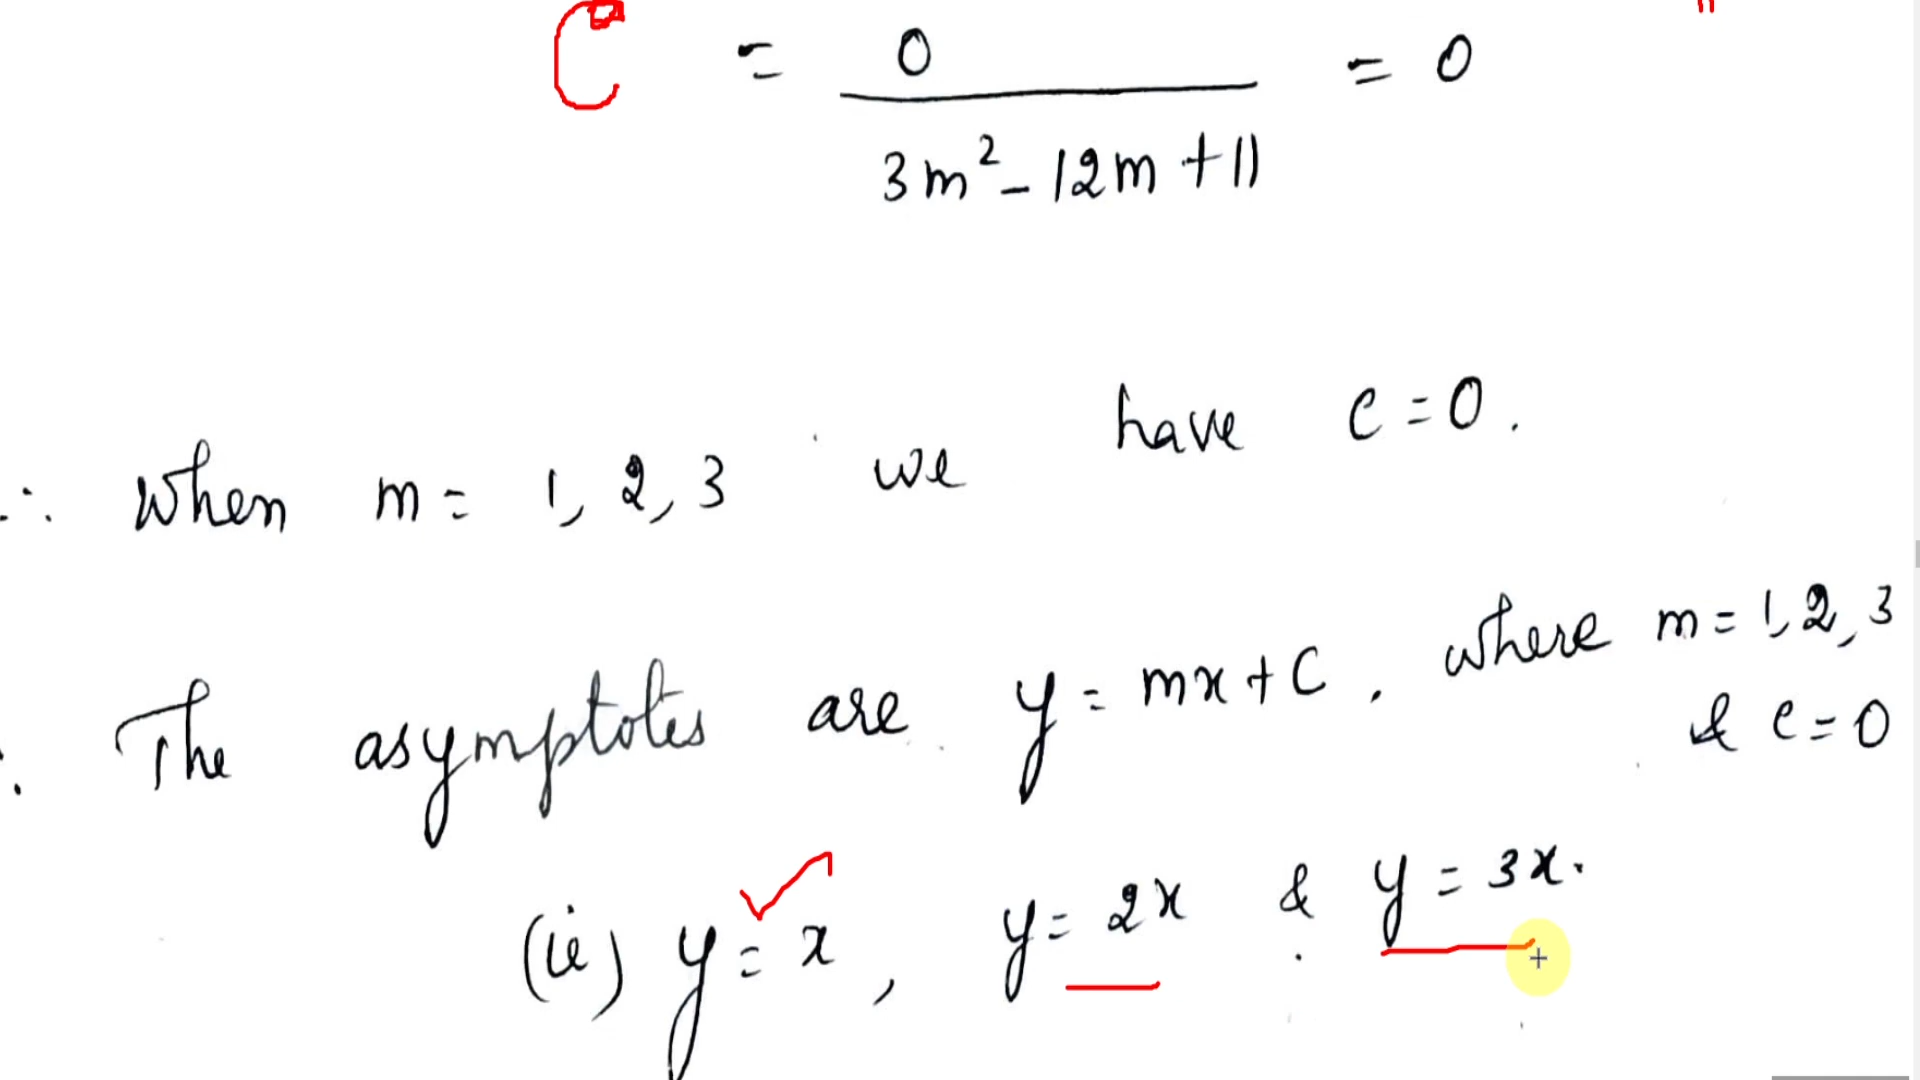 C = 0 / 3m² - 12m + 11 = 0
∴ When m = 1, 2, 3 we have c = 0.
∴ The asymptotes are y = mx + C, where m = 1, 2, 3
& c = 0
(ie) y = x, y = 2x & y = 3x.